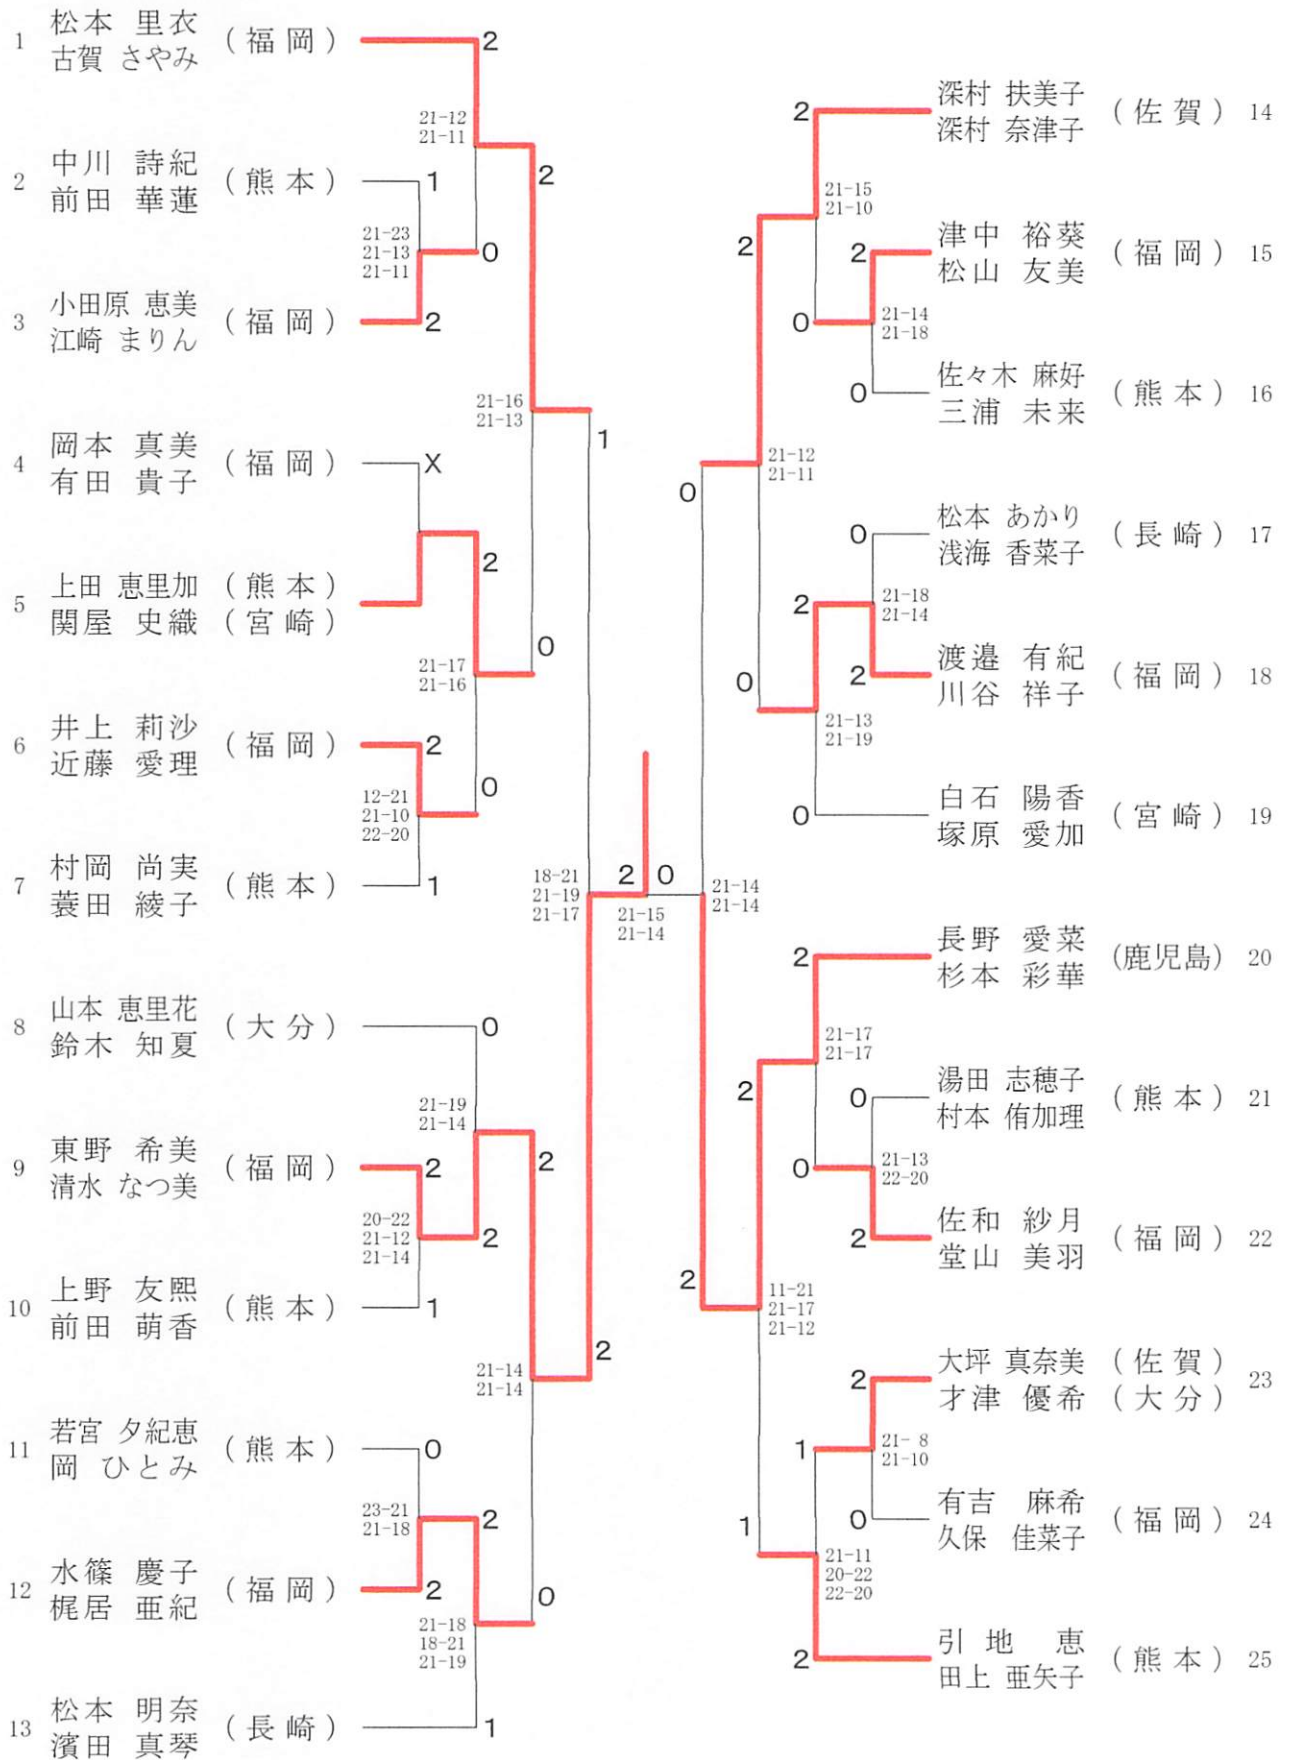 1 松本 里衣 (福岡) 2
古賀 さやみ
21-12
21-11
2 中川 詩紀 (熊本) 1 2
前田 華蓮
21-23
21-13 0
21-11
3 小田原 恵美 (福岡) 2
江崎 まりん
21-16
21-13 1
4 岡本 真美 (福岡) X
有田 貴子
2
5 上田 恵里加 (熊本)
関屋 史織 (宮崎)
0
21-17
21-16
6 井上 莉沙 (福岡) 2
近藤 愛理
0
12-21
21-10
22-20
7 村岡 尚実 (熊本) 1
蓑田 綾子
18-21
21-19
21-17
2 0
21-15
21-14
8 山本 恵里花 (大分) 0
鈴木 知夏
21-19
21-14
9 東野 希美 (福岡) 2 2
清水 なつ美
20-22
21-12 2
21-14
10 上野 友熙 (熊本) 1
前田 萌香
2
21-14
21-14
11 若宮 夕紀恵 (熊本) 0
岡 ひとみ
23-21 2
21-18
12 水篠 慶子 (福岡) 2 0
梶居 亜紀
21-18
18-21
21-19
13 松本 明奈 (長崎) 1
濱田 真琴
2 深村 扶美子 (佐賀) 14
深村 奈津子
21-15
21-10
2
2 津中 裕葵 (福岡) 15
松山 友美
0 21-14
21-18
0 佐々木 麻好 (熊本) 16
三浦 未来
21-12
21-11
0
0 松本 あかり (長崎) 17
浅海 香菜子
2 21-18
21-14
2 渡邉 有紀 (福岡) 18
川谷 祥子
0
21-13
21-19
0 白石 陽香 (宮崎) 19
塚原 愛加
21-14
21-14
2 長野 愛菜 (鹿児島) 20
杉本 彩華
21-17
21-17
2
0 湯田 志穂子 (熊本) 21
村本 侑加理
0 21-13
22-20
2 佐和 紗月 (福岡) 22
堂山 美羽
2
11-21
21-17
21-12
2 大坪 真奈美 (佐賀) 23
才津 優希 (大分)
1 21- 8
21-10
0 有吉 麻希 (福岡) 24
久保 佳菜子
1
21-11
20-22
22-20
2 引地 恵 (熊本) 25
田上 亜矢子